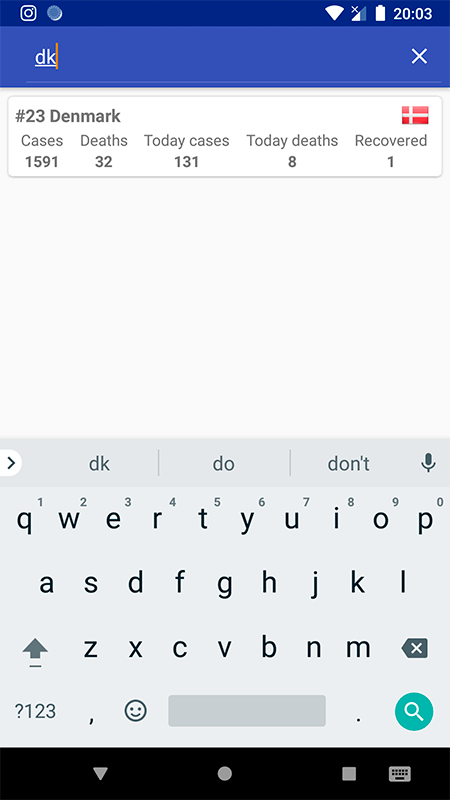 20:03
dk
#23 Denmark
Cases Deaths Today cases Today deaths Recovered
1591 32 131 8 1
dk do don't
1 2 3 4 5 6 7 8 9 0
q w e r t y u i o p
a s d f g h j k l
z x c v b n m
?123 , .